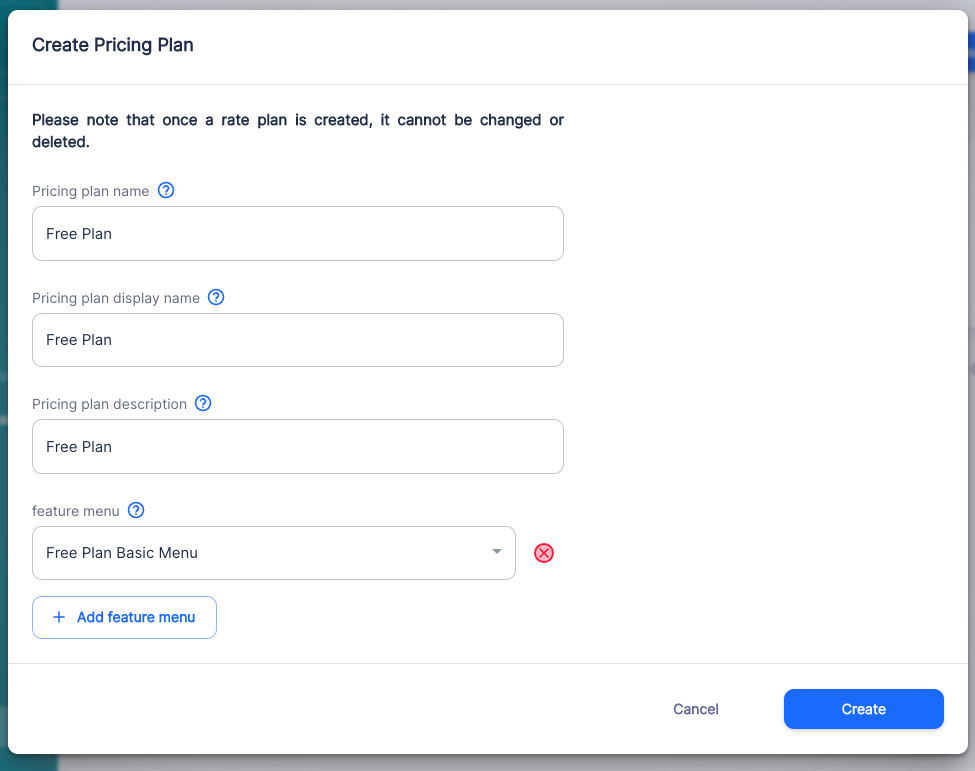 Create Pricing Plan
Please note that once a rate plan is created, it cannot be changed or
deleted.
Pricing plan name
Free Plan
Pricing plan display name
Free Plan
Pricing plan description
Free Plan
feature menu
Free Plan Basic Menu
+ Add feature menu
Cancel
Create